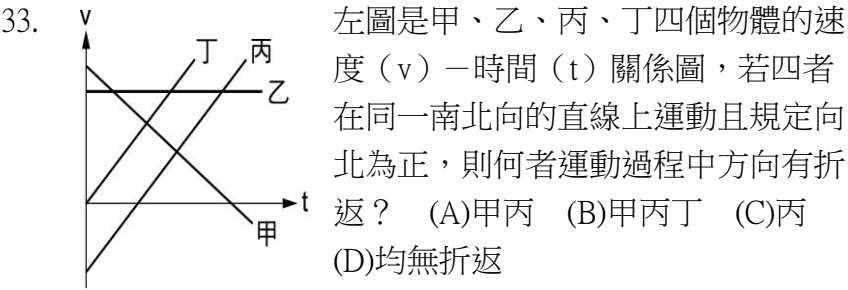 33.
v
丁
丙
乙
t
甲
左圖是甲、乙、丙、丁四個物體的速
度（v）－時間（t）關係圖，若四者
在同一南北向的直線上運動且規定向
北為正，則何者運動過程中方向有折
返？ (A)甲丙 (B)甲丙丁 (C)丙
(D)均無折返